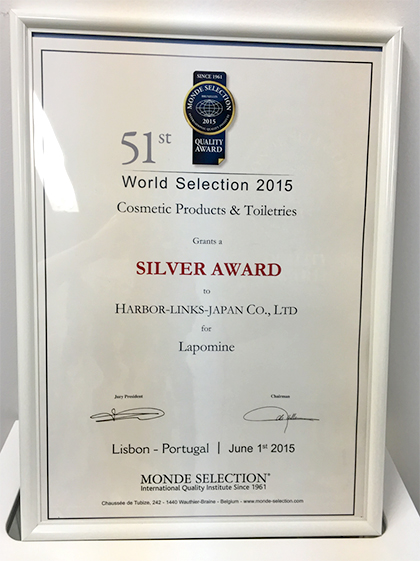 SINCE 1961
MONDE SELECTION
BRUXELLES
2015
QUALITY
AWARD
51st
World Selection 2015
Cosmetic Products & Toiletries
Grants a
SILVER AWARD
to
HARBOR-LINKS-JAPAN CO., LTD
for
Lapomine
Jury President
Chairman
Lisbon - Portugal | June 1st 2015
MONDE SELECTION®
International Quality Institute Since 1961
Chaussée de Tubize, 242 - 1440 Wauthier-Braine - Belgium - www.monde-selection.com